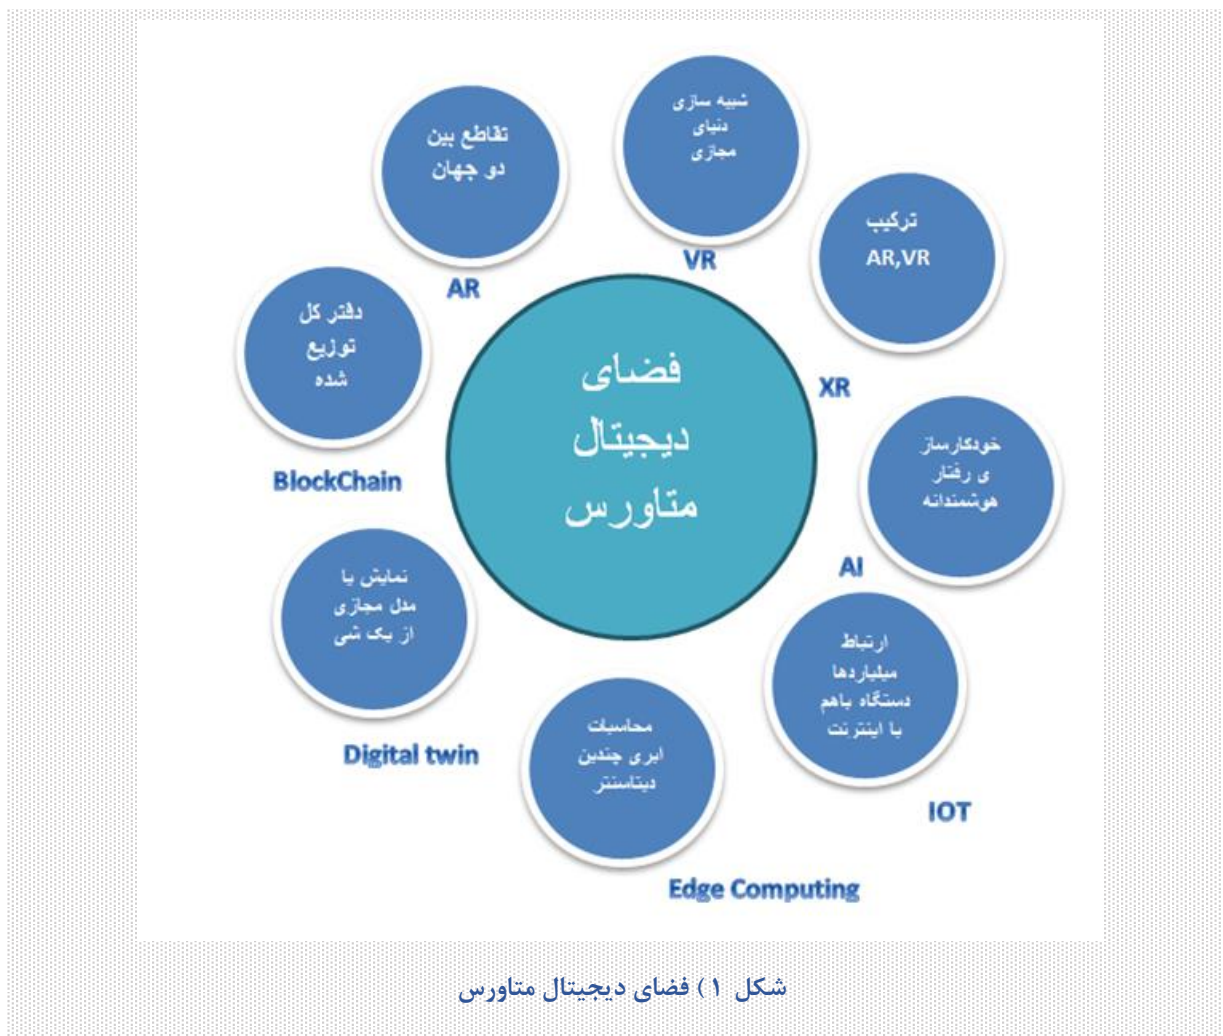 شبیه سازی
دنیای
مجازی
VR
ترکیب
AR,VR
XR
خودکارساز
ی رفتار
هوشمندانه
AI
ارتباط
میلیاردها
دستگاه باهم
با اینترنت
IOT
محاسبات
ابری چندین
دیتاسنتر
Edge Computing
نمایش یا
مدل مجازی
از یک شی
Digital twin
دفتر کل
توزیع
شده
BlockChain
تقاطع بین
دو جهان
AR
فضای
دیجیتال
متاورس
شکل ۱) فضای دیجیتال متاورس